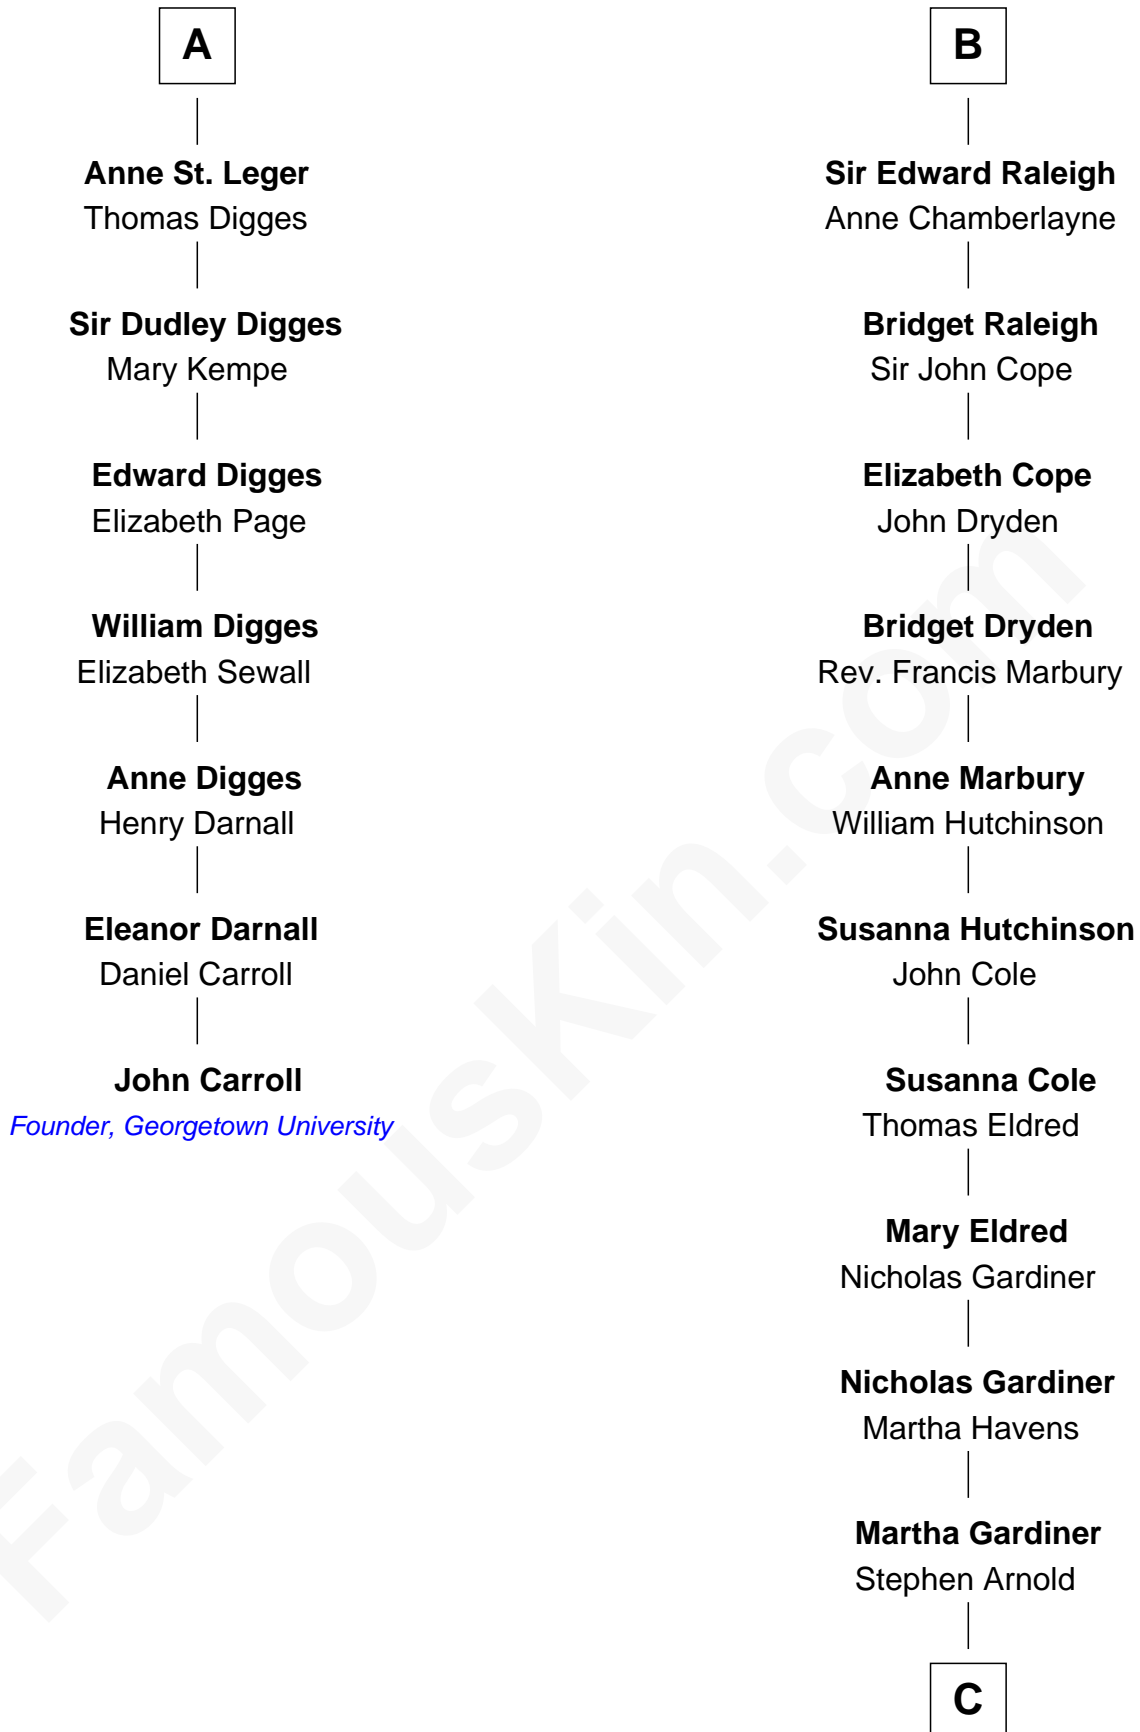 A
Anne St. Leger
Thomas Digges
Sir Dudley Digges
Mary Kempe
Edward Digges
Elizabeth Page
William Digges
Elizabeth Sewall
Anne Digges
Henry Darnall
Eleanor Darnall
Daniel Carroll
John Carroll
Founder, Georgetown University
B
Sir Edward Raleigh
Anne Chamberlayne
Bridget Raleigh
Sir John Cope
Elizabeth Cope
John Dryden
Bridget Dryden
Rev. Francis Marbury
Anne Marbury
William Hutchinson
Susanna Hutchinson
John Cole
Susanna Cole
Thomas Eldred
Mary Eldred
Nicholas Gardiner
Nicholas Gardiner
Martha Havens
Martha Gardiner
Stephen Arnold
C
FamousKin.com